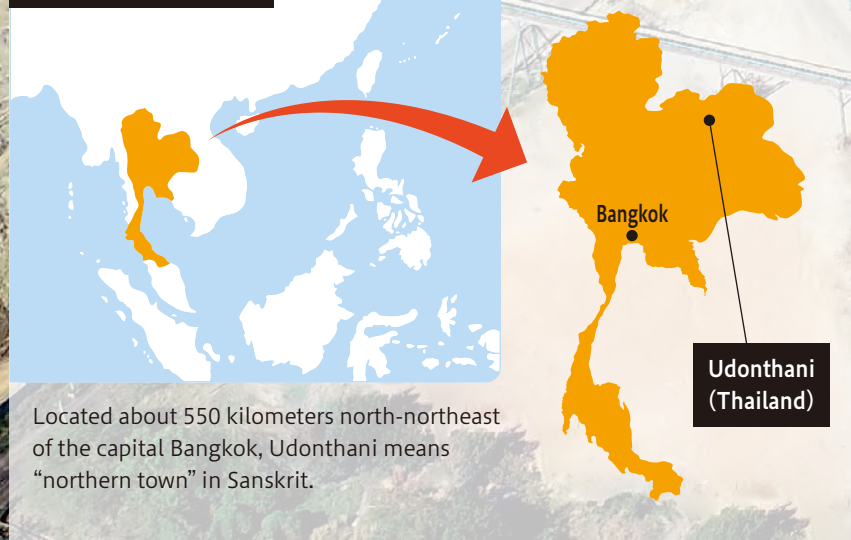 Bangkok
Udonthani
(Thailand)
Located about 550 kilometers north-northeast
of the capital Bangkok, Udonthani means
“northern town” in Sanskrit.